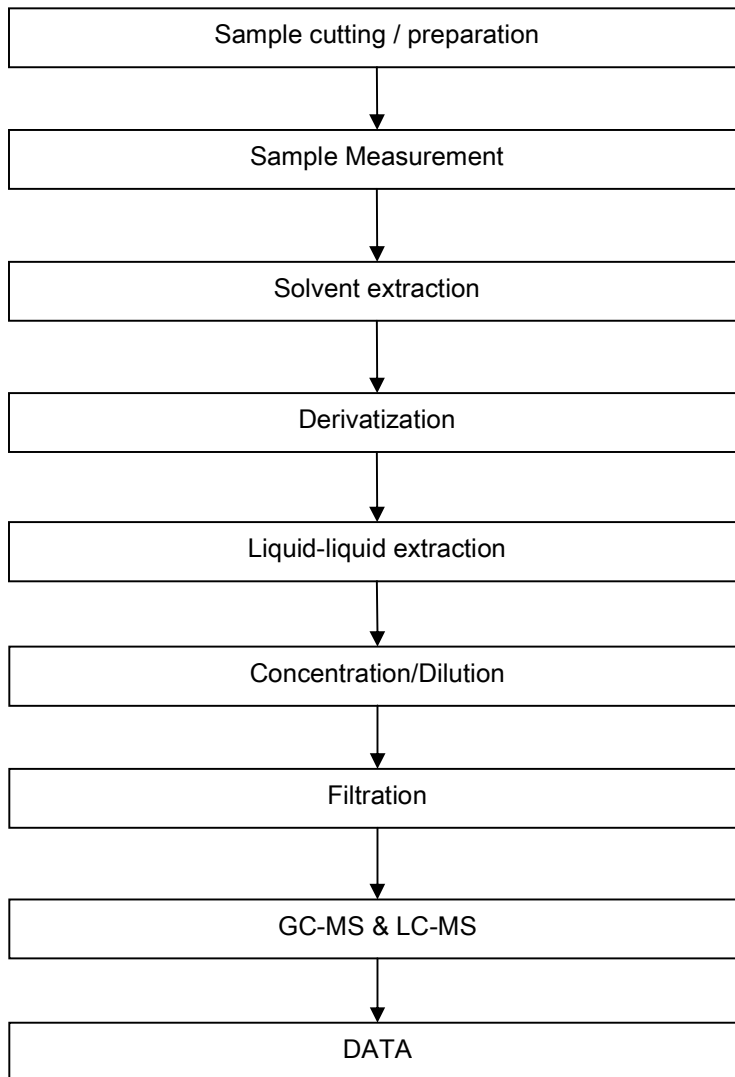 Sample cutting / preparation
Sample Measurement
Solvent extraction
Derivatization
Liquid-liquid extraction
Concentration/Dilution
Filtration
GC-MS & LC-MS
DATA